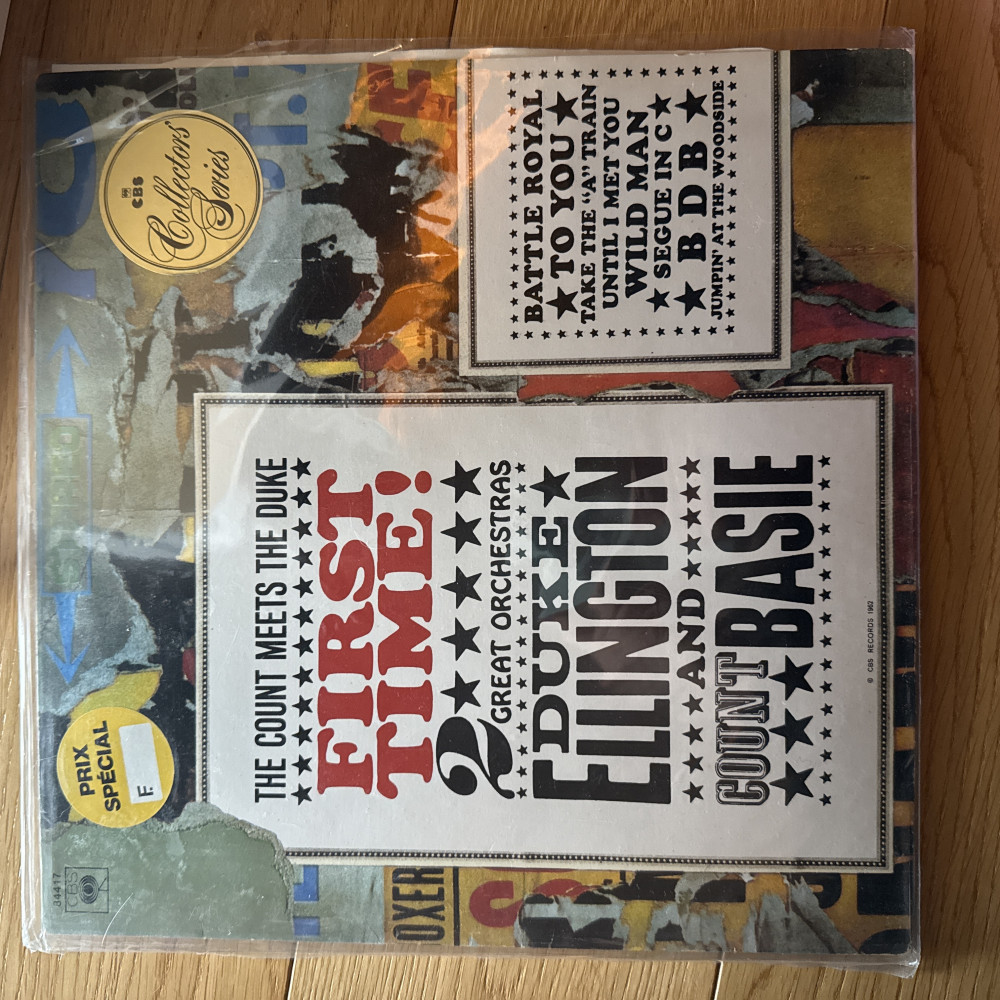 34417
CBS
PRIX
SPÉCIAL
F.
STEREO
CBS
Collectors'
Series
THE COUNT MEETS THE DUKE
FIRST
TIME!
2 GREAT ORCHESTRAS
DUKE
ELLINGTON
AND
COUNT BASIE
© CBS RECORDS 1962
BATTLE ROYAL
TO YOU
TAKE THE "A" TRAIN
UNTIL I MET YOU
WILD MAN
SEGUE IN C
B D B
JUMPIN' AT THE WOODSIDE
OXER